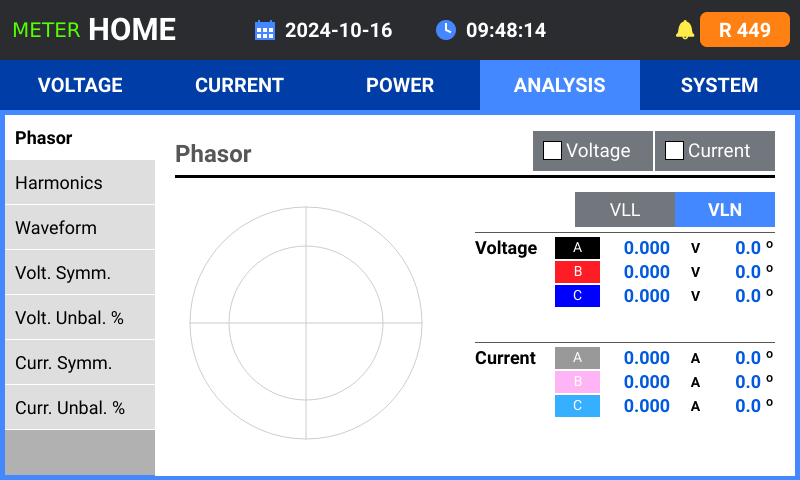 METER HOME 2024-10-16 09:48:14 R 449
VOLTAGE CURRENT POWER ANALYSIS SYSTEM
Phasor
Harmonics
Waveform
Volt. Symm.
Volt. Unbal. %
Curr. Symm.
Curr. Unbal. %
Phasor Voltage Current
VLL VLN
Voltage A 0.000 V 0.0 º
B 0.000 V 0.0 º
C 0.000 V 0.0 º
Current A 0.000 A 0.0 º
B 0.000 A 0.0 º
C 0.000 A 0.0 º